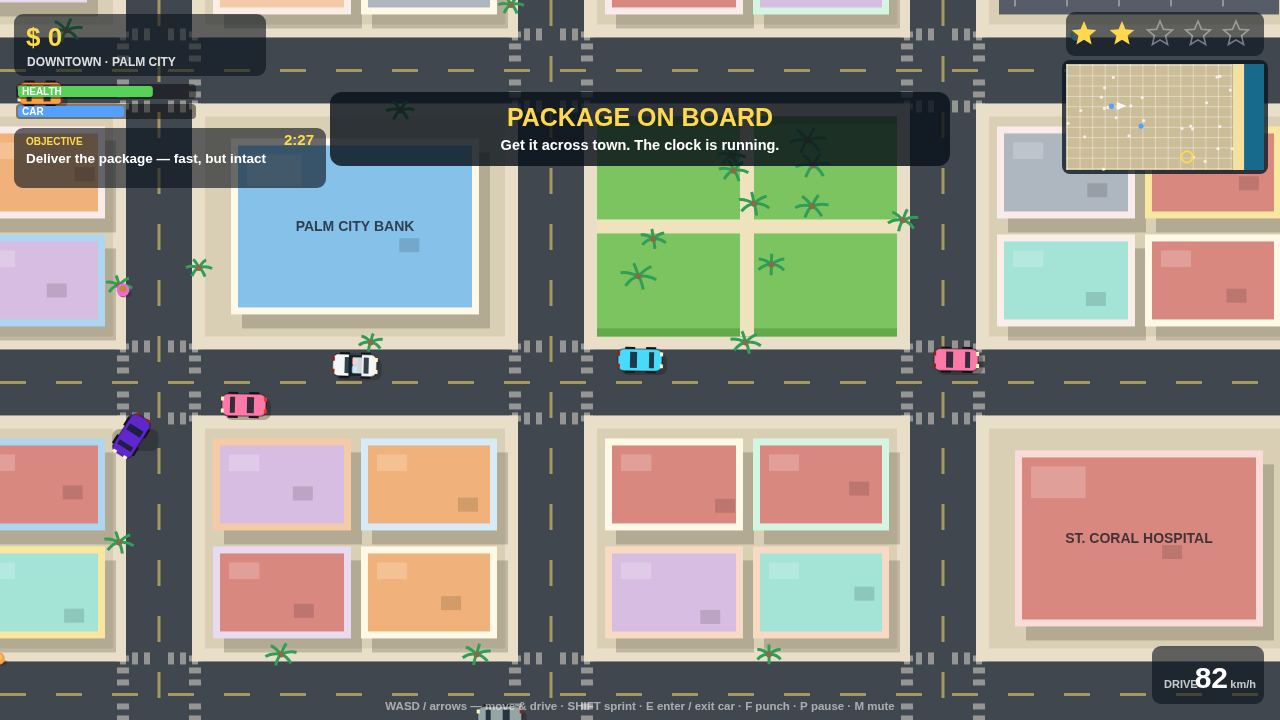 $ 0
DOWNTOWN · PALM CITY
HEALTH
CAR
OBJECTIVE
2:27
Deliver the package — fast, but intact
PACKAGE ON BOARD
Get it across town. The clock is running.
PALM CITY BANK
ST. CORAL HOSPITAL
DRIVE
82 km/h
WASD / arrows — move & drive · SHIFT sprint · E enter / exit car · F punch · P pause · M mute